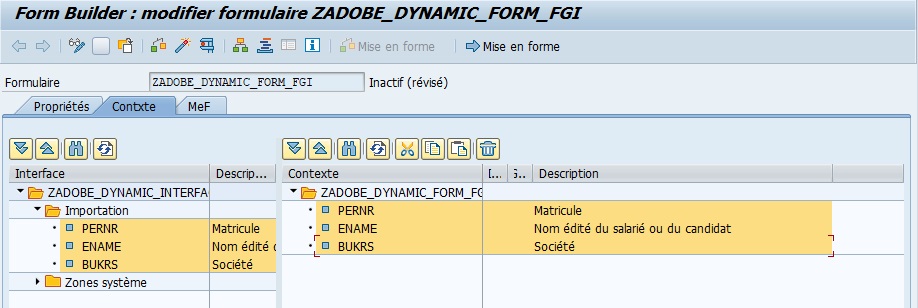 Form Builder : modifier formulaire ZADOBE_DYNAMIC_FORM_FGI
Mise en forme Mise en forme
Formulaire ZADOBE_DYNAMIC_FORM_FGI Inactif (révisé)
Propriétés Contxte MeF
Interface Descrip... Contexte I... S.. Description
ZADOBE_DYNAMIC_INTERFA ZADOBE_DYNAMIC_FORM_FG
Importation PERNR Matricule
PERNR Matricule ENAME Nom édité du salarié ou du candidat
ENAME Nom édité d BUKRS Société
BUKRS Société
Zones système